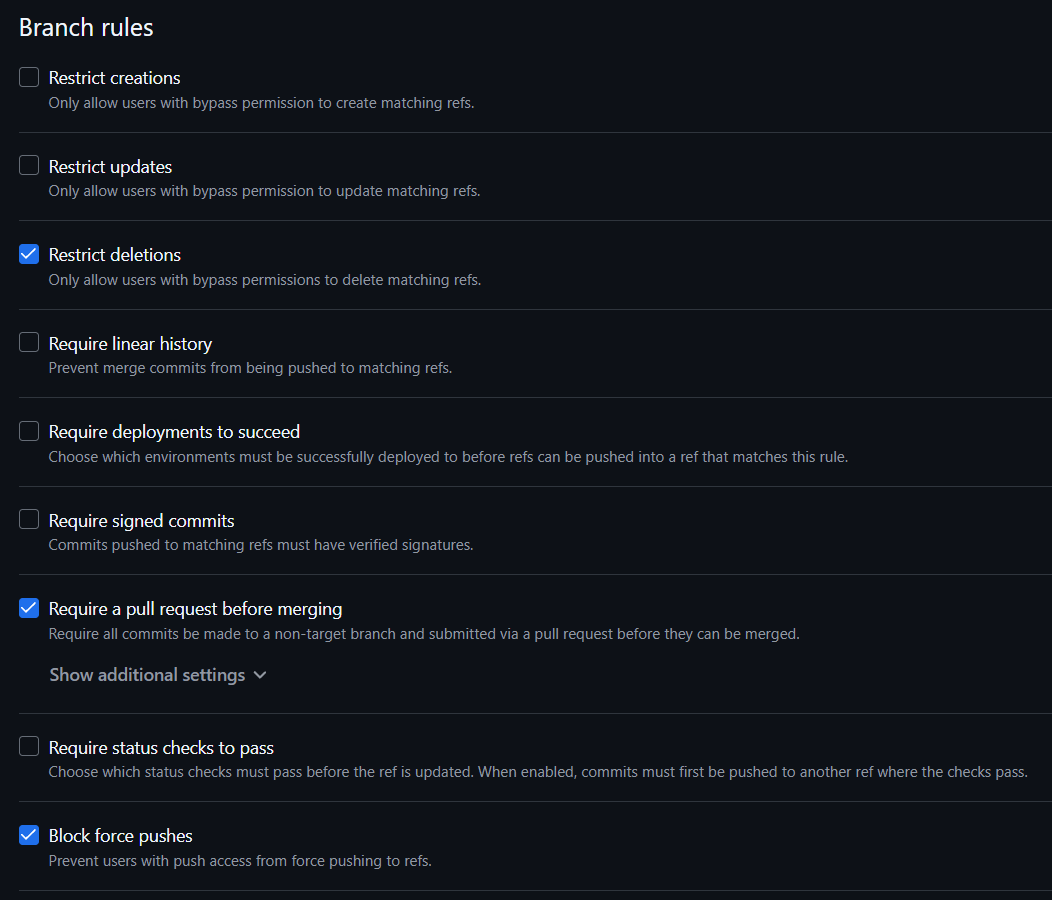 Branch rules
Restrict creations
Only allow users with bypass permission to create matching refs.
Restrict updates
Only allow users with bypass permission to update matching refs.
Restrict deletions
Only allow users with bypass permissions to delete matching refs.
Require linear history
Prevent merge commits from being pushed to matching refs.
Require deployments to succeed
Choose which environments must be successfully deployed to before refs can be pushed into a ref that matches this rule.
Require signed commits
Commits pushed to matching refs must have verified signatures.
Require a pull request before merging
Require all commits be made to a non-target branch and submitted via a pull request before they can be merged.
Show additional settings
Require status checks to pass
Choose which status checks must pass before the ref is updated. When enabled, commits must first be pushed to another ref where the checks pass.
Block force pushes
Prevent users with push access from force pushing to refs.